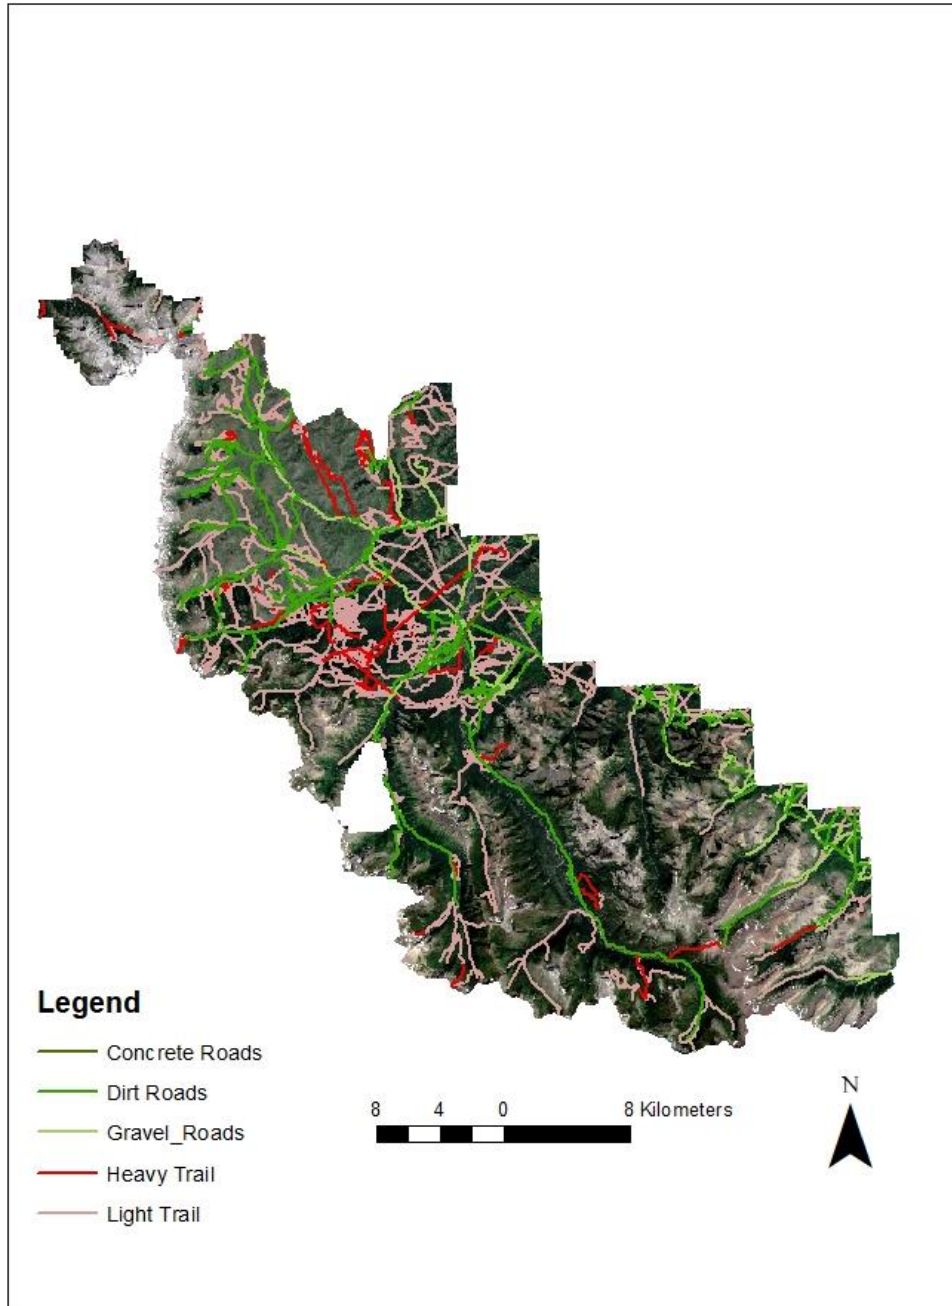 Legend
Concrete Roads
Dirt Roads
Gravel_Roads
Heavy Trail
Light Trail
8 4 0 8 Kilometers
N